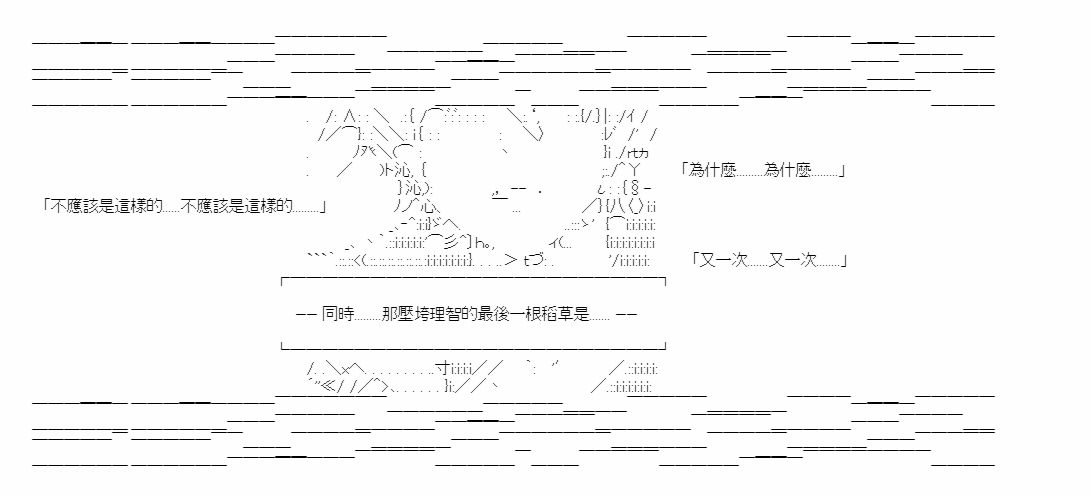 「為什麼.........為什麼.........」
「不應該是這樣的......不應該是這樣的.........」
「又一次.......又一次........」
—— 同時.........那壓垮理智的最後一根稻草是....... ——